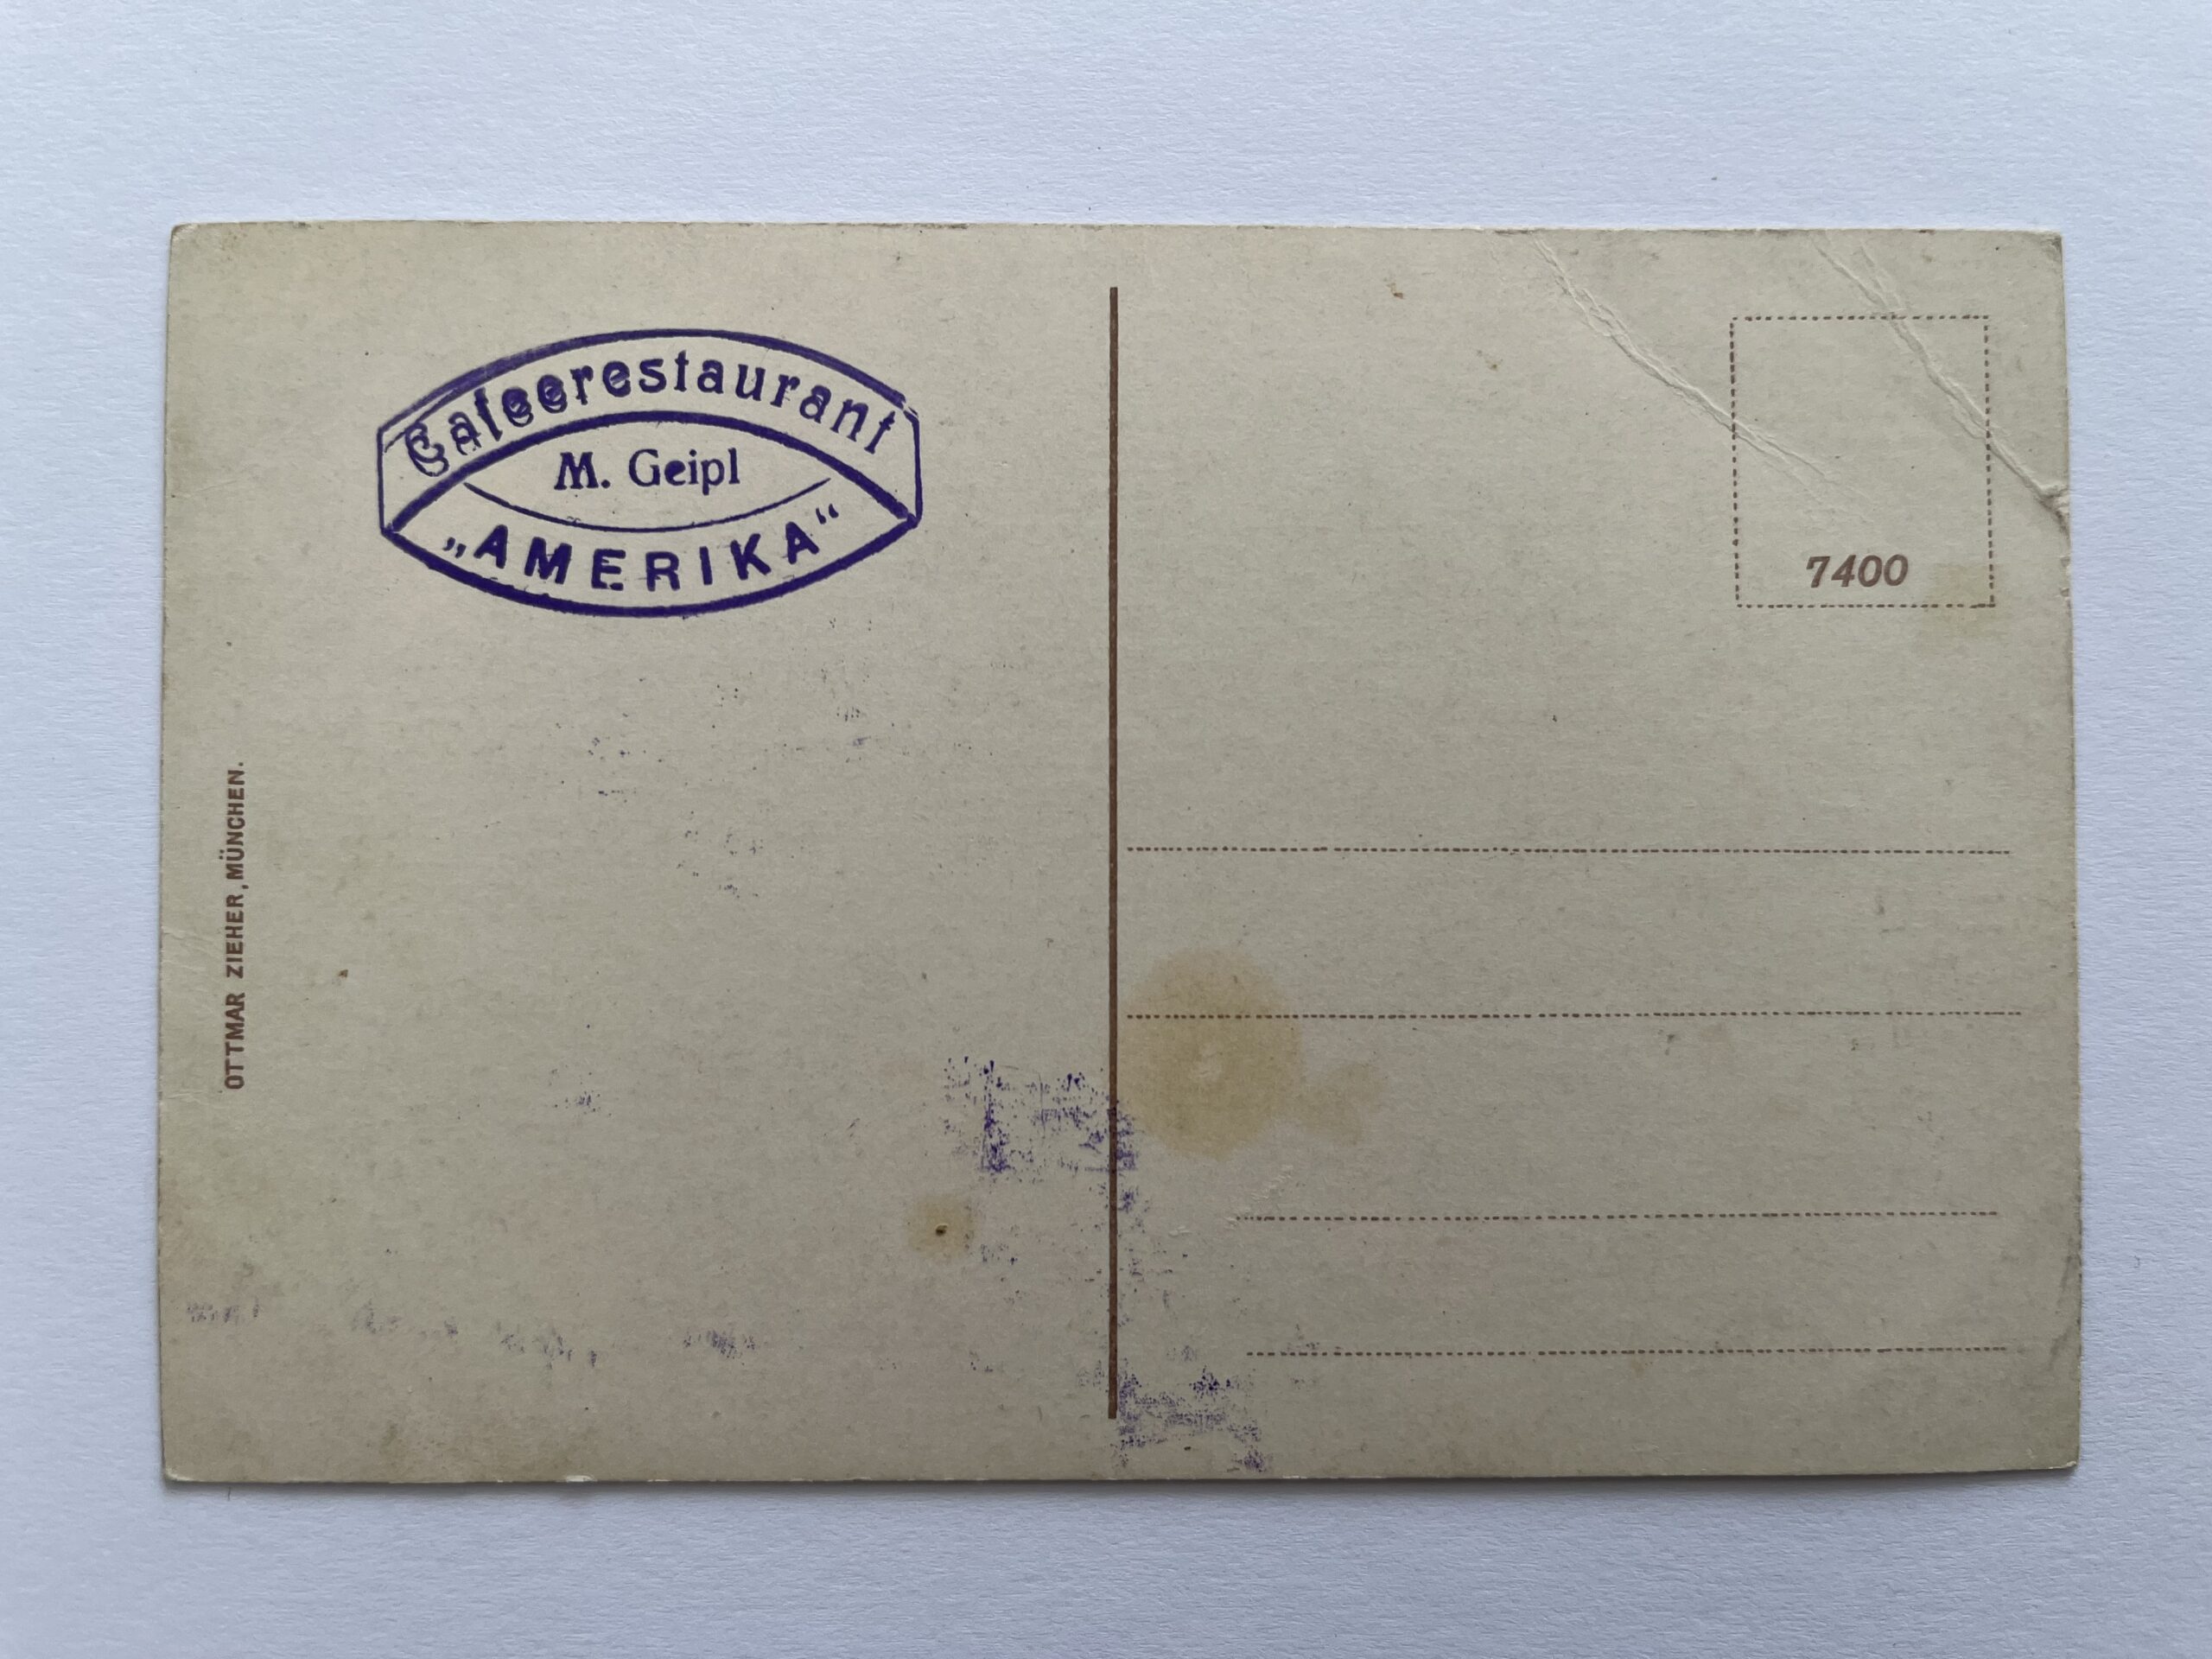 Cafeerestaurant
M. Geipl
„AMERIKA“
7400
OTTMAR ZIEHER, MÜNCHEN.